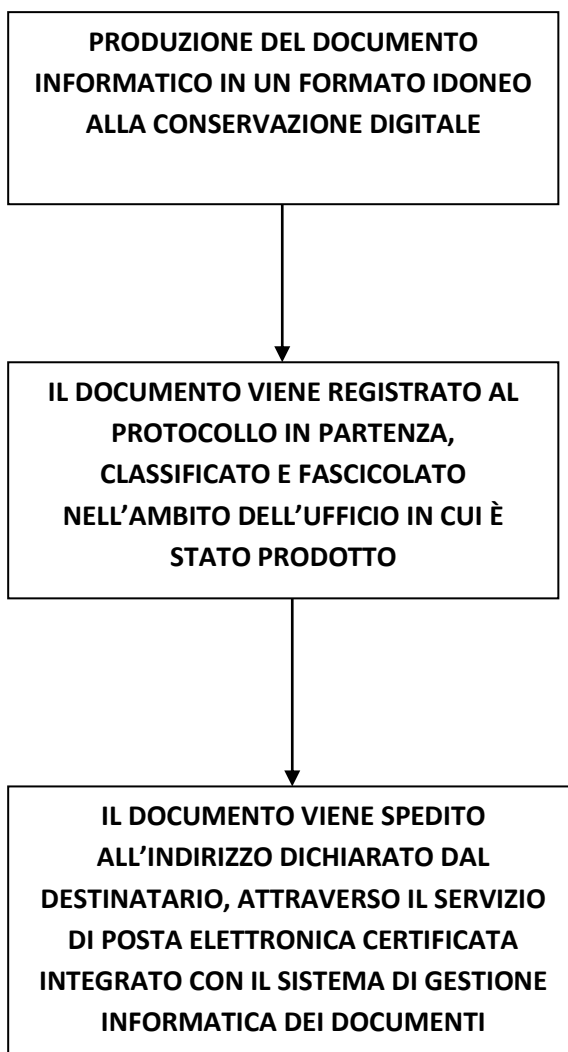 PRODUZIONE DEL DOCUMENTO
INFORMATICO IN UN FORMATO IDONEO
ALLA CONSERVAZIONE DIGITALE
IL DOCUMENTO VIENE REGISTRATO AL
PROTOCOLLO IN PARTENZA,
CLASSIFICATO E FASCICOLATO
NELL’AMBITO DELL’UFFICIO IN CUI È
STATO PRODOTTO
IL DOCUMENTO VIENE SPEDITO
ALL’INDIRIZZO DICHIARATO DAL
DESTINATARIO, ATTRAVERSO IL SERVIZIO
DI POSTA ELETTRONICA CERTIFICATA
INTEGRATO CON IL SISTEMA DI GESTIONE
INFORMATICA DEI DOCUMENTI